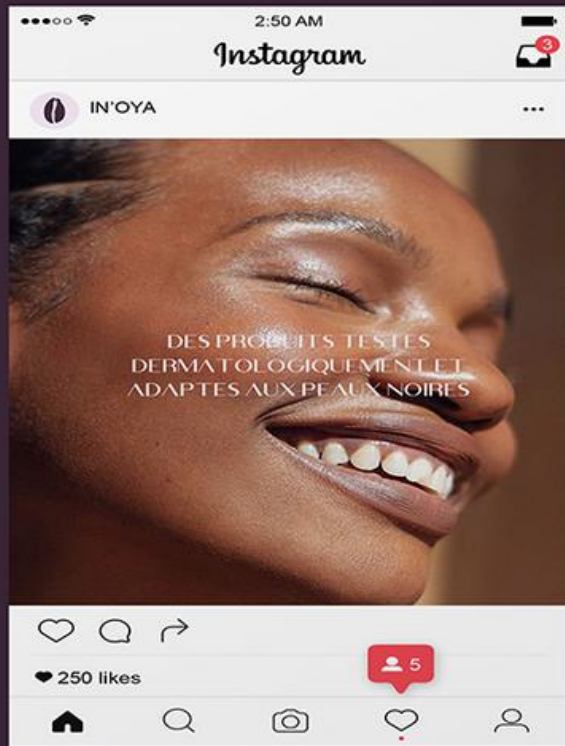 2:50 AM
Instagram
3
IN'OYA
DES PRODUITS TESTES
DERMATOLOGIQUEMENT ET
ADAPTES AUX PEAUX NOIRES
250 likes
5